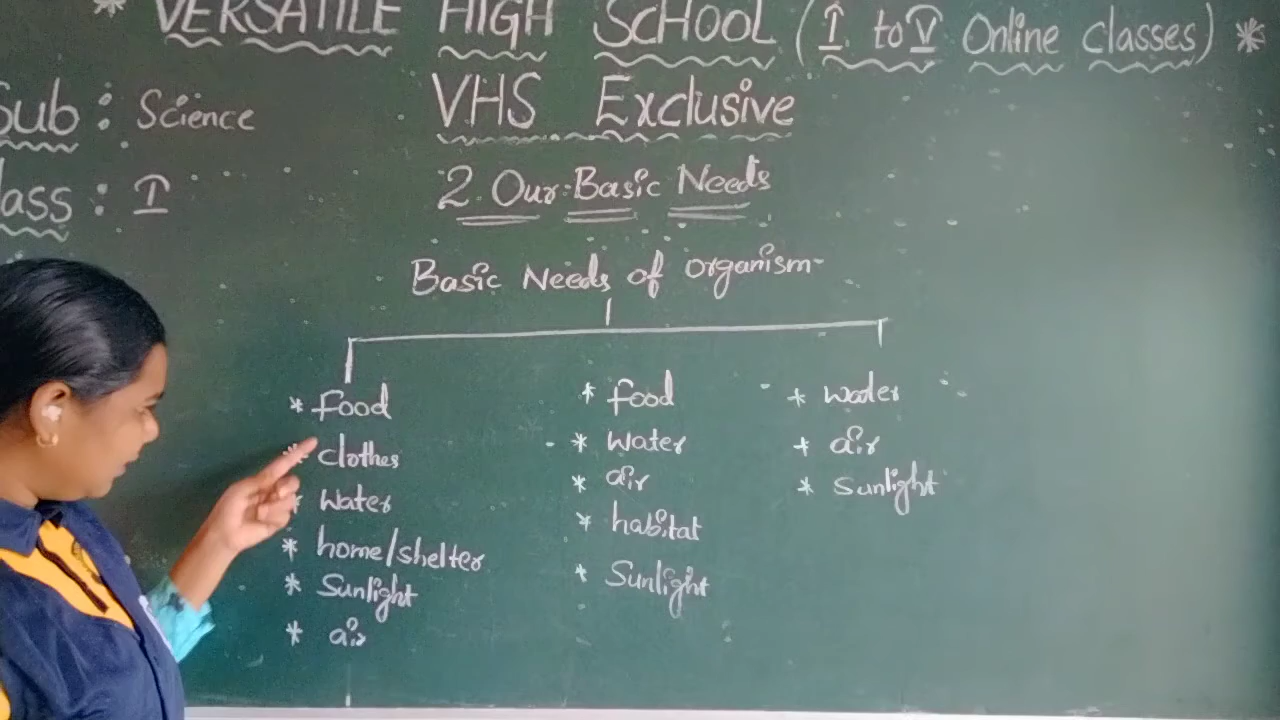 * VERSATILE HIGH SCHOOL (I to V Online classes) *
VHS Exclusive
Sub : Science
lass : I
2. Our Basic Needs
Basic Needs of organism
* food
* clothes
* water
* home/shelter
* Sunlight
* air
* food
* water
* air
* habitat
* Sunlight
* water
* air
* Sunlight